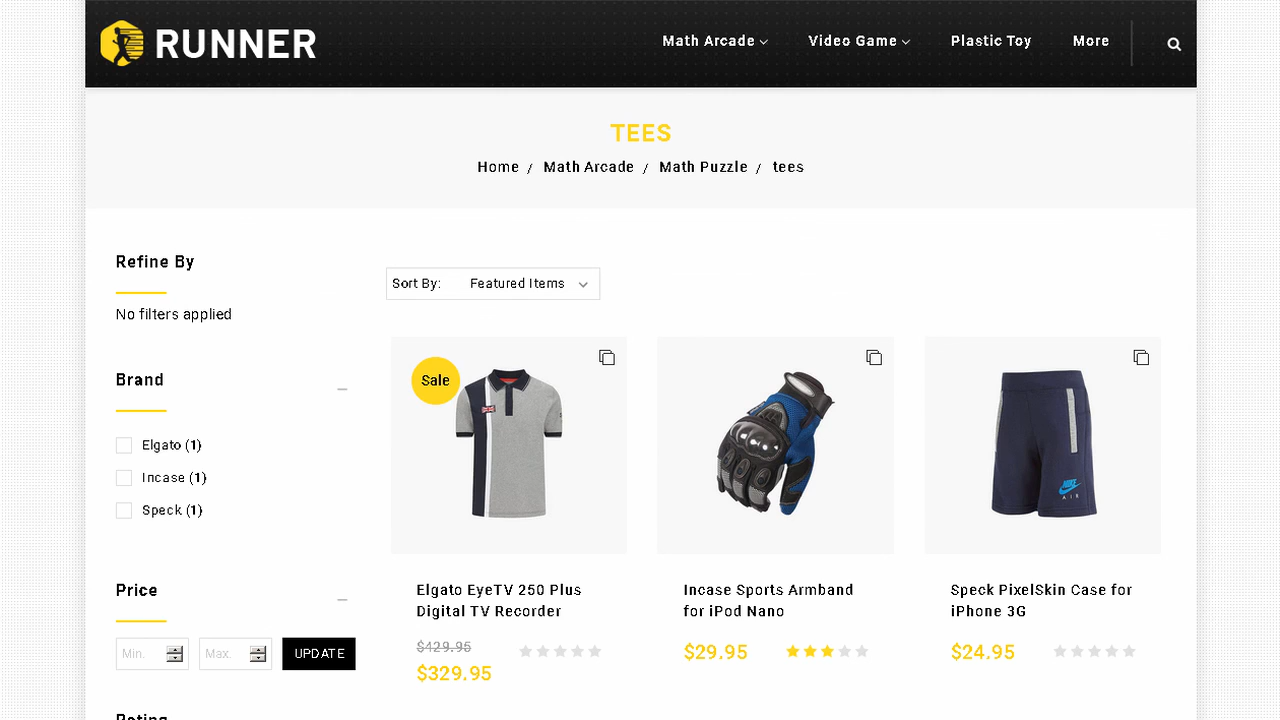 RUNNER
Math Arcade
Video Game
Plastic Toy
More
TEES
Home / Math Arcade / Math Puzzle / tees
Refine By
No filters applied
Brand
Elgato (1)
Incase (1)
Speck (1)
Price
Min.
Max.
UPDATE
Sort By: Featured Items
Sale
Elgato EyeTV 250 Plus
Digital TV Recorder
$429.95
$329.95
Incase Sports Armband
for iPod Nano
$29.95
NIKE
AIR
Speck PixelSkin Case for
iPhone 3G
$24.95